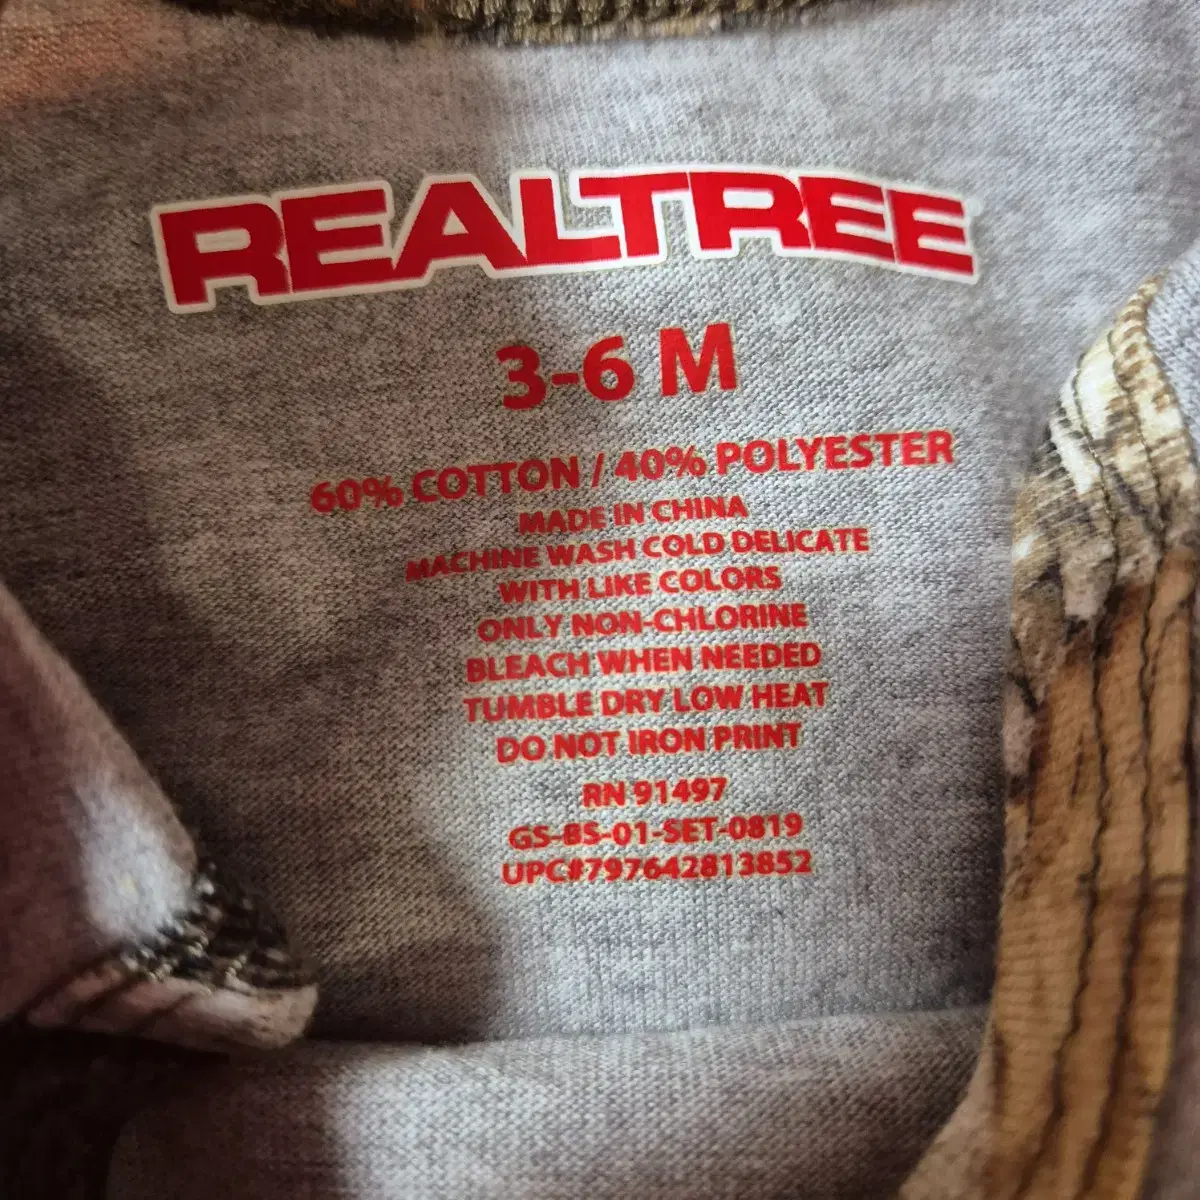 REALTREE
3-6 M
60% COTTON / 40% POLYESTER
MADE IN CHINA
MACHINE WASH COLD DELICATE
WITH LIKE COLORS
ONLY NON-CHLORINE
BLEACH WHEN NEEDED
TUMBLE DRY LOW HEAT
DO NOT IRON PRINT
RN 91497
GS-BS-01-SET-0819
UPC#797642813852